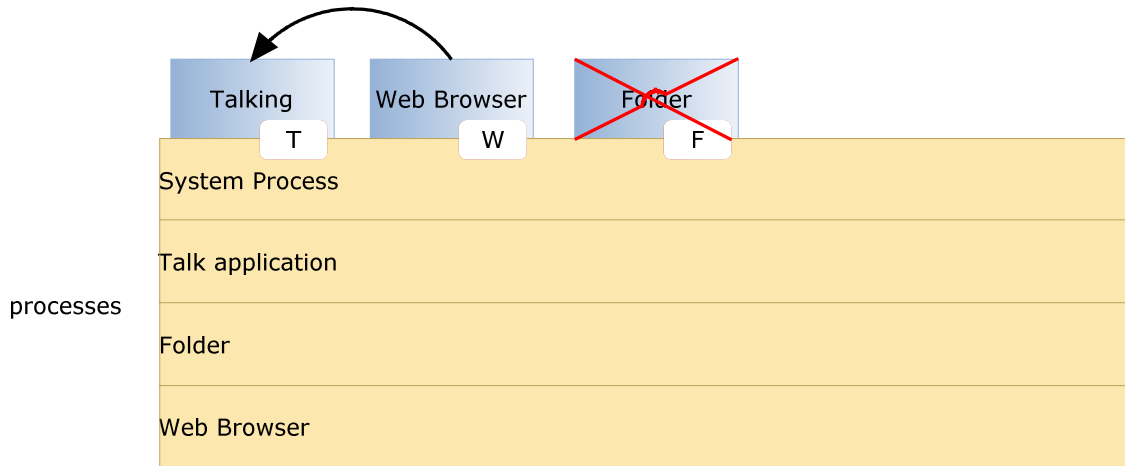 Talking
Web Browser
Folder
T
W
F
System Process
Talk application
processes
Folder
Web Browser